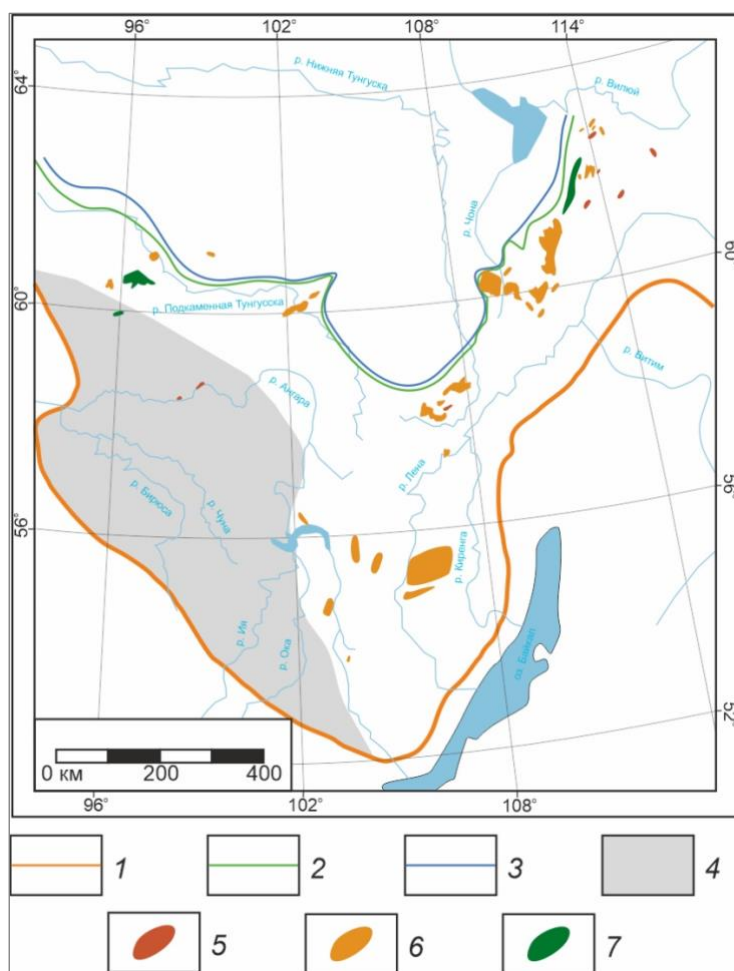 96° 102° 108° 114°
64°
р. Нижняя Тунгуска
р. Вилюй
р. Чона
60
60°
р. Подкаменная Тунгусска
р. Витим
р. Ангара
р. Лена
56
р. Бирюса
р. Чуна
56°
р. Киренга
р. Ия
р. Ока
оз. Байкал
52
0 км 200 400
96° 102° 108°
1 2 3 4
5 6 7